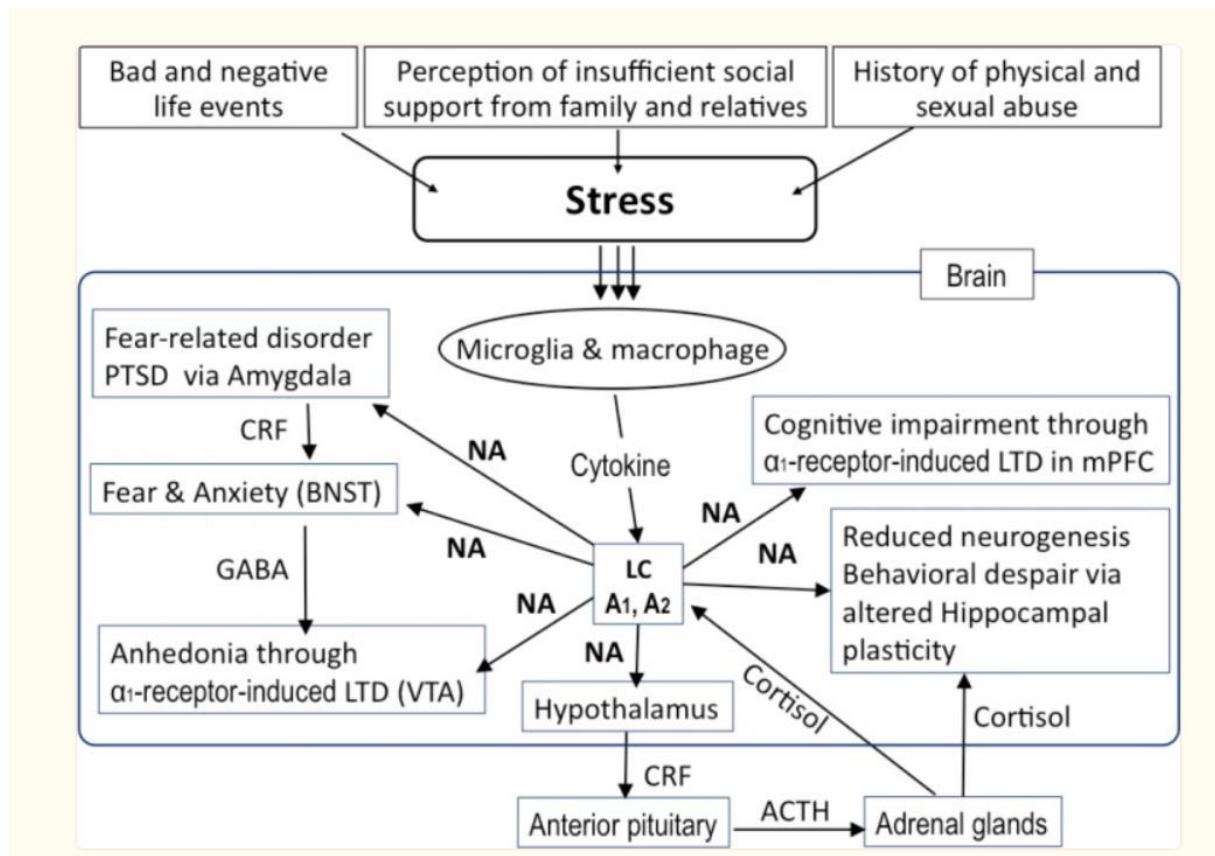 Bad and negative
life events
Perception of insufficient social
support from family and relatives
History of physical and
sexual abuse
Stress
Brain
Microglia & macrophage
Fear-related disorder
PTSD via Amygdala
CRF
NA
Cytokine
Cognitive impairment through
α1-receptor-induced LTD in mPFC
Fear & Anxiety (BNST)
NA
NA
Reduced neurogenesis
Behavioral despair via
altered Hippocampal
plasticity
NA
GABA
LC
A1, A2
NA
Anhedonia through
α1-receptor-induced LTD (VTA)
NA
Hypothalamus
Cortisol
Cortisol
CRF
Anterior pituitary
ACTH
Adrenal glands